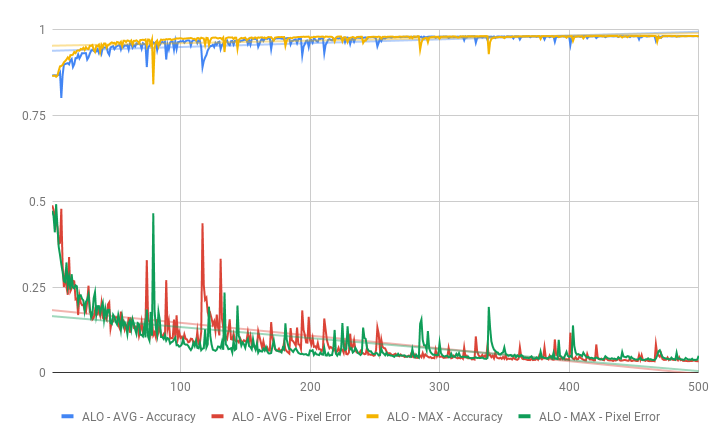 1
0.75
0.5
0.25
0
100 200 300 400 500
ALO - AVG - Accuracy ALO - AVG - Pixel Error ALO - MAX - Accuracy ALO - MAX - Pixel Error